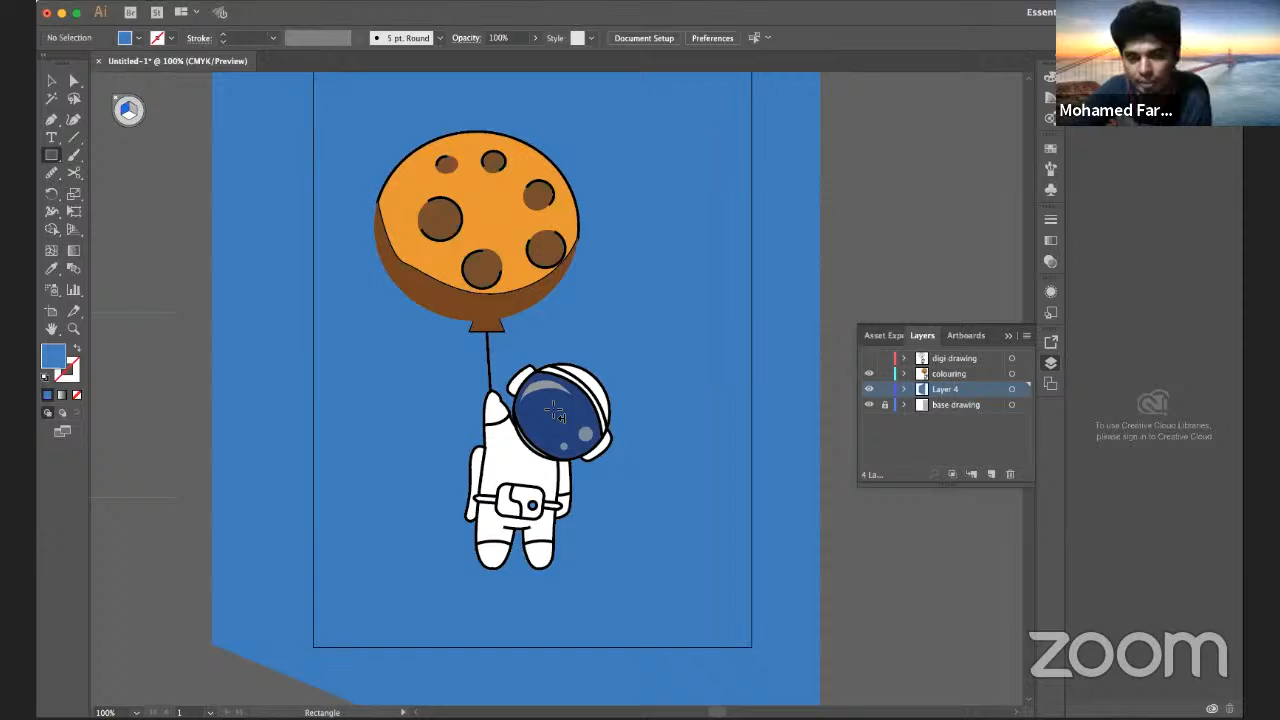 Ai Br St Essent
No Selection Stroke: 5 pt. Round Opacity: 100% Style: Document Setup Preferences
× Untitled-1* @ 100% (CMYK/Preview)
Mohamed Far...
Asset Expo Layers Artboards
digi drawing
colouring
Layer 4
base drawing
4 La...
To use Creative Cloud Libraries,
please sign in to Creative Cloud
zoom
100% 1 Rectangle